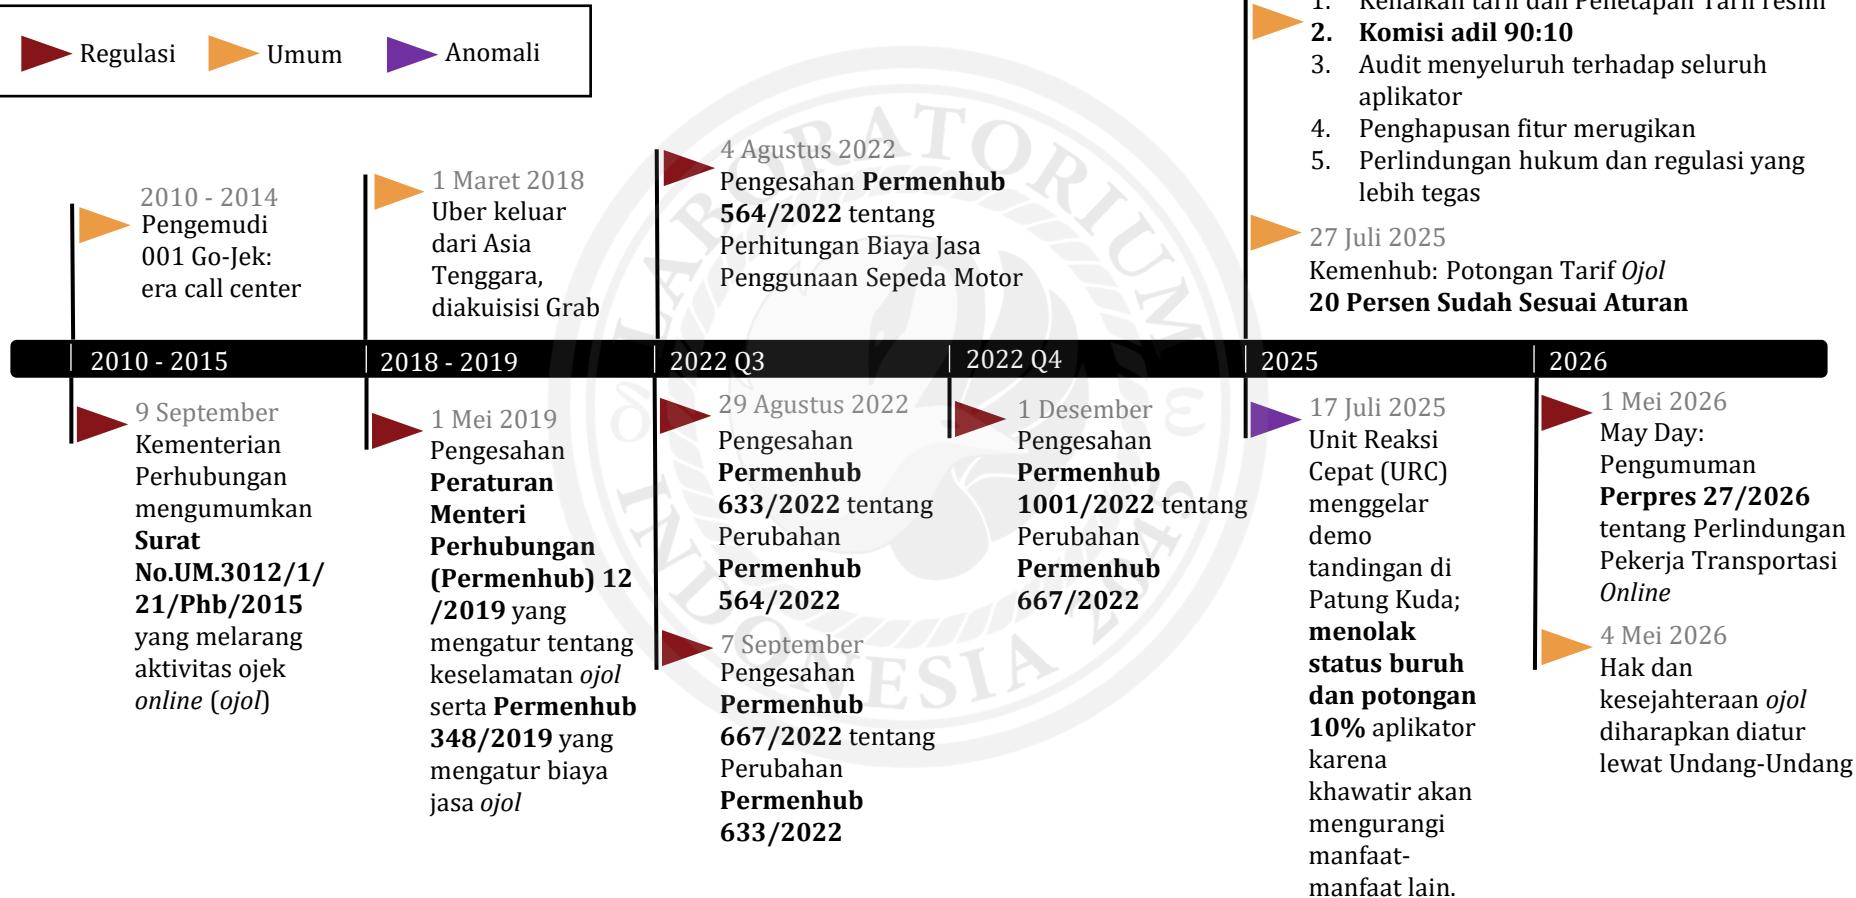 Regulasi
Umum
Anomali
1. Kenaikan tarif dan Penetapan Tarif resmi
2. Komisi adil 90:10
3. Audit menyeluruh terhadap seluruh
aplikator
4. Penghapusan fitur merugikan
5. Perlindungan hukum dan regulasi yang
lebih tegas
2010 - 2014
Pengemudi
001 Go-Jek:
era call center
1 Maret 2018
Uber keluar
dari Asia
Tenggara,
diakuisisi Grab
4 Agustus 2022
Pengesahan Permenhub
564/2022 tentang
Perhitungan Biaya Jasa
Penggunaan Sepeda Motor
27 Juli 2025
Kemenhub: Potongan Tarif Ojol
20 Persen Sudah Sesuai Aturan
2010 - 2015
2018 - 2019
2022 Q3
2022 Q4
2025
2026
9 September
Kementerian
Perhubungan
mengumumkan
Surat
No.UM.3012/1/
21/Phb/2015
yang melarang
aktivitas ojek
online (ojol)
1 Mei 2019
Pengesahan
Peraturan
Menteri
Perhubungan
(Permenhub) 12
/2019 yang
mengatur tentang
keselamatan ojol
serta Permenhub
348/2019 yang
mengatur biaya
jasa ojol
29 Agustus 2022
Pengesahan
Permenhub
633/2022 tentang
Perubahan
Permenhub
564/2022
7 September
Pengesahan
Permenhub
667/2022 tentang
Perubahan
Permenhub
633/2022
1 Desember
Pengesahan
Permenhub
1001/2022 tentang
Perubahan
Permenhub
667/2022
17 Juli 2025
Unit Reaksi
Cepat (URC)
menggelar
demo
tandingan di
Patung Kuda;
menolak
status buruh
dan potongan
10% aplikator
karena
khawatir akan
mengurangi
manfaat-
manfaat lain.
1 Mei 2026
May Day:
Pengumuman
Perpres 27/2026
tentang Perlindungan
Pekerja Transportasi
Online
4 Mei 2026
Hak dan
kesejahteraan ojol
diharapkan diatur
lewat Undang-Undang
LABORATORIUM
INDONESIA 2045